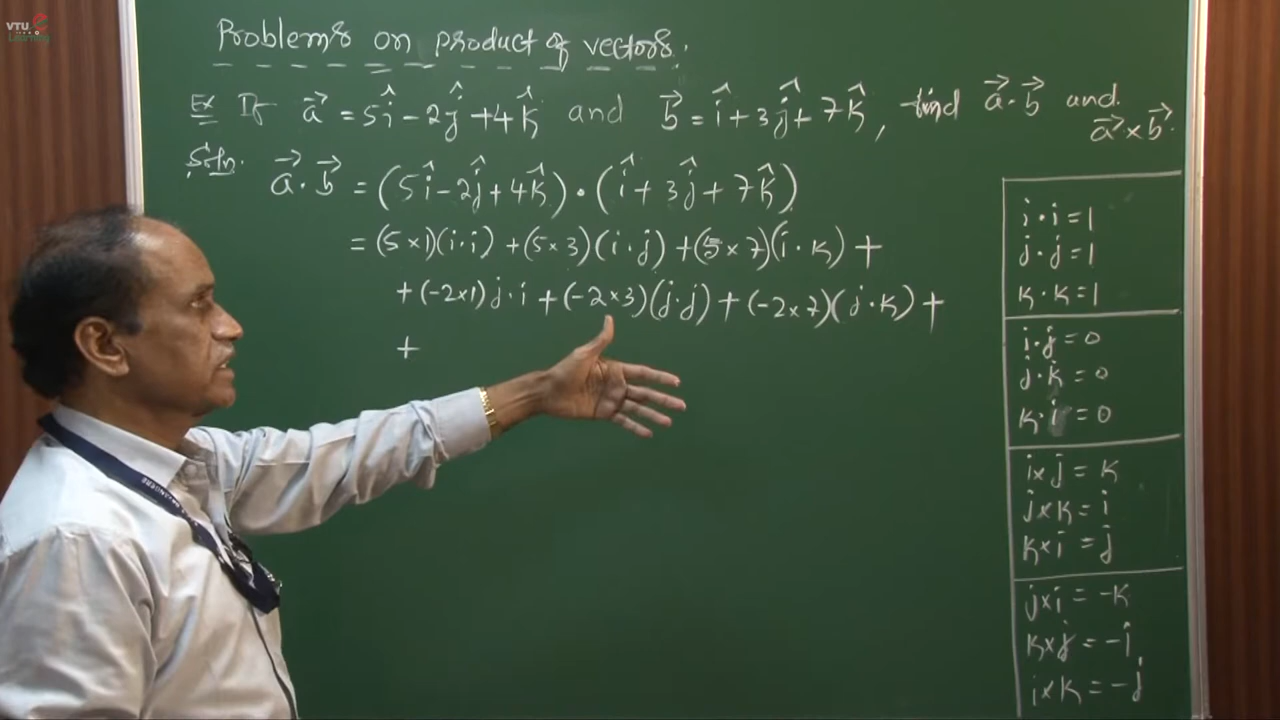 VTU e
Learning
Problems on product of vectors.
Ex If a⃗ = 5î - 2ĵ + 4k̂ and b⃗ = î + 3ĵ + 7k̂, find a⃗·b⃗ and
a⃗×b⃗.
Soln. a⃗·b⃗ = (5î - 2ĵ + 4k̂)·(î + 3ĵ + 7k̂)
= (5×1)(i·i) + (5×3)(i·j) + (5×7)(i·k) +
+ (-2×1) j·i + (-2×3)(j·j) + (-2×7)(j·k) +
+
i·i = 1
j·j = 1
k·k = 1
i·j = 0
j·k = 0
k·i = 0
i×j = k
j×k = i
k×i = j
j×i = -k
k×j = -i
i×k = -j